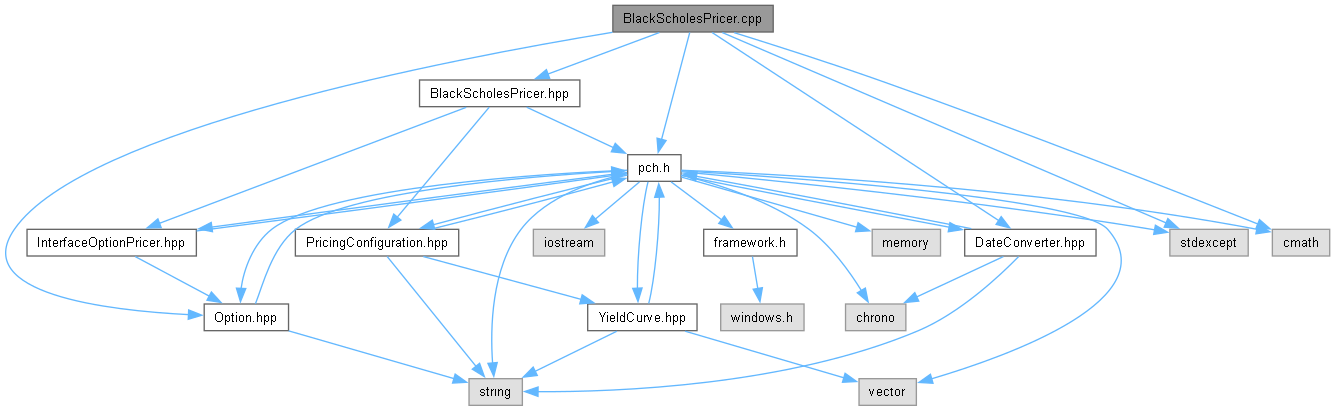 BlackScholesPricer.cpp
BlackScholesPricer.hpp
pch.h
InterfaceOptionPricer.hpp
PricingConfiguration.hpp
iostream
framework.h
memory
DateConverter.hpp
stdexcept
cmath
Option.hpp
YieldCurve.hpp
windows.h
chrono
string
vector